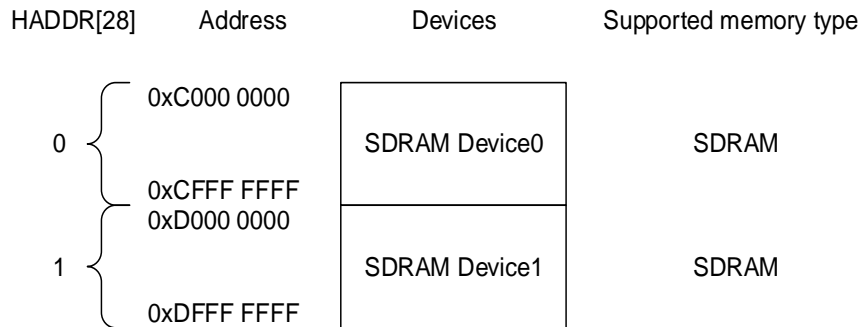 HADDR[28] Address Devices Supported memory type
0xC000 0000
0 SDRAM Device0 SDRAM
0xCFFF FFFF
0xD000 0000
1 SDRAM Device1 SDRAM
0xDFFF FFFF